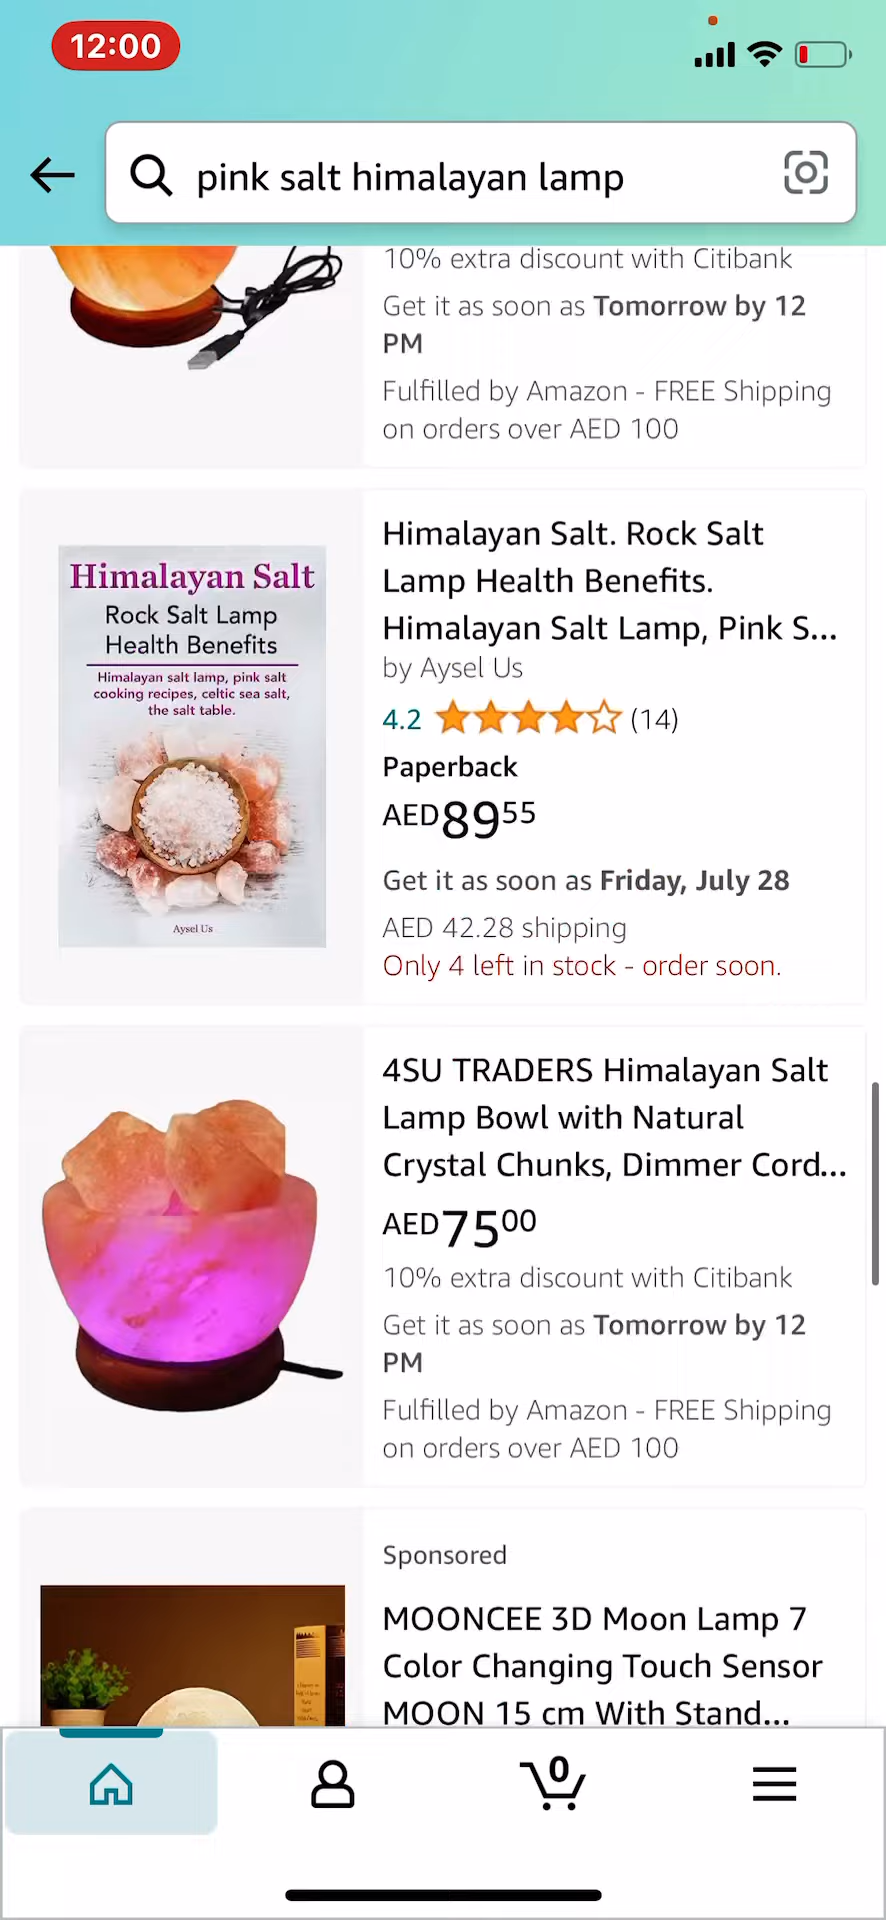 12:00
pink salt himalayan lamp
10% extra discount with Citibank
Get it as soon as Tomorrow by 12
PM
Fulfilled by Amazon - FREE Shipping
on orders over AED 100
Himalayan Salt
Rock Salt Lamp
Health Benefits
Himalayan salt lamp, pink salt
cooking recipes, celtic sea salt,
the salt table.
Aysel Us
Himalayan Salt. Rock Salt
Lamp Health Benefits.
Himalayan Salt Lamp, Pink S...
by Aysel Us
4.2 (14)
Paperback
AED8955
Get it as soon as Friday, July 28
AED 42.28 shipping
Only 4 left in stock - order soon.
4SU TRADERS Himalayan Salt
Lamp Bowl with Natural
Crystal Chunks, Dimmer Cord...
AED7500
10% extra discount with Citibank
Get it as soon as Tomorrow by 12
PM
Fulfilled by Amazon - FREE Shipping
on orders over AED 100
Sponsored
MOONCEE 3D Moon Lamp 7
Color Changing Touch Sensor
MOON 15 cm With Stand...
0